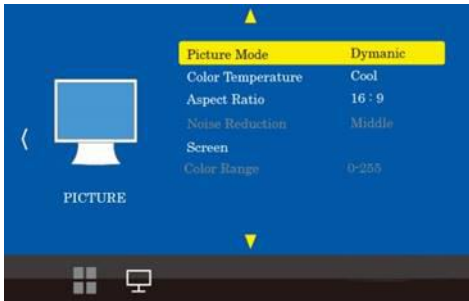 Picture Mode Dymanic
Color Temperature Cool
Aspect Ratio 16:9
Noise Reduction Middle
Screen
Color Range 0-255
PICTURE